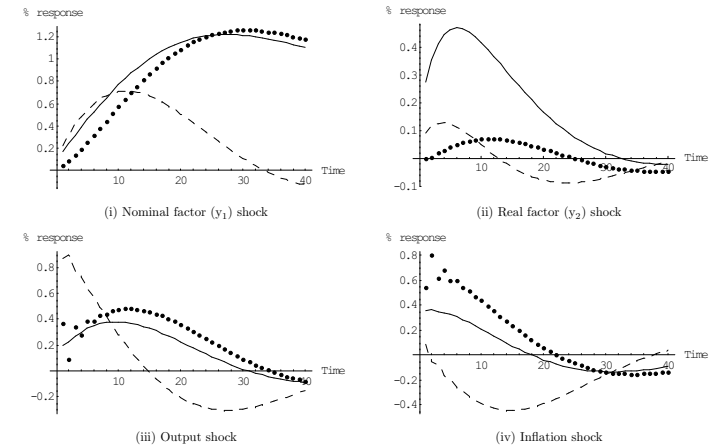 % response
1.2
1
0.8
0.6
0.4
0.2
10 20 30 40
Time
(i) Nominal factor (y1) shock
% response
0.4
0.3
0.2
0.1
-0.1
10 20 30 40
Time
(ii) Real factor (y2) shock
% response
0.8
0.6
0.4
0.2
-0.2
10 20 30 40
Time
(iii) Output shock
% response
0.8
0.6
0.4
0.2
-0.2
-0.4
10 20 30 40
Time
(iv) Inflation shock